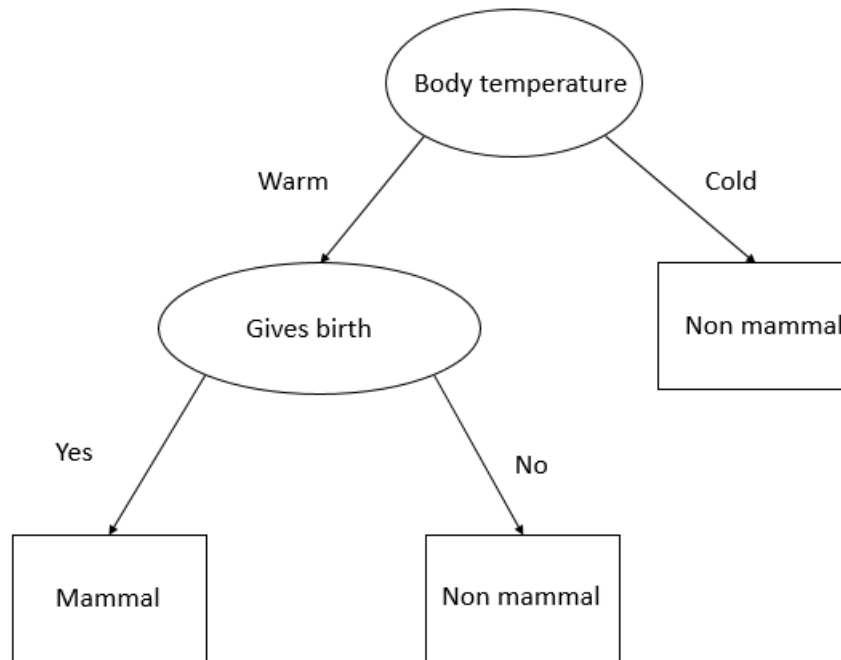 Body temperature
Warm
Cold
Gives birth
Non mammal
Yes
No
Mammal
Non mammal